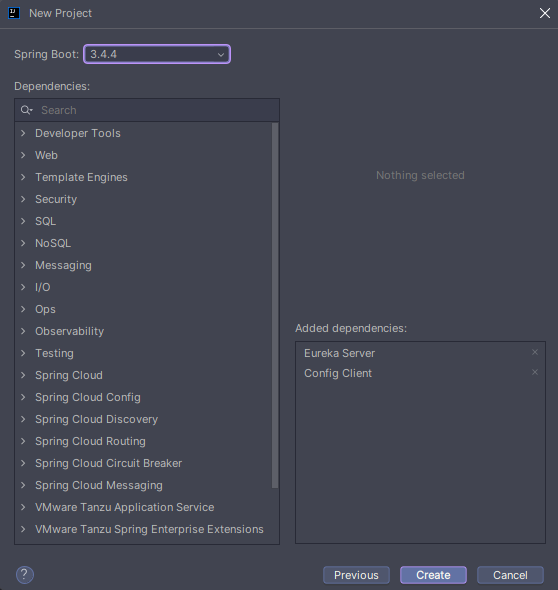 New Project
Spring Boot: 3.4.4
Dependencies:
Search
Developer Tools
Web
Template Engines
Security
SQL
NoSQL
Messaging
I/O
Ops
Observability
Testing
Spring Cloud
Spring Cloud Config
Spring Cloud Discovery
Spring Cloud Routing
Spring Cloud Circuit Breaker
Spring Cloud Messaging
VMware Tanzu Application Service
VMware Tanzu Spring Enterprise Extensions
Nothing selected
Added dependencies:
Eureka Server
Config Client
?
Previous
Create
Cancel